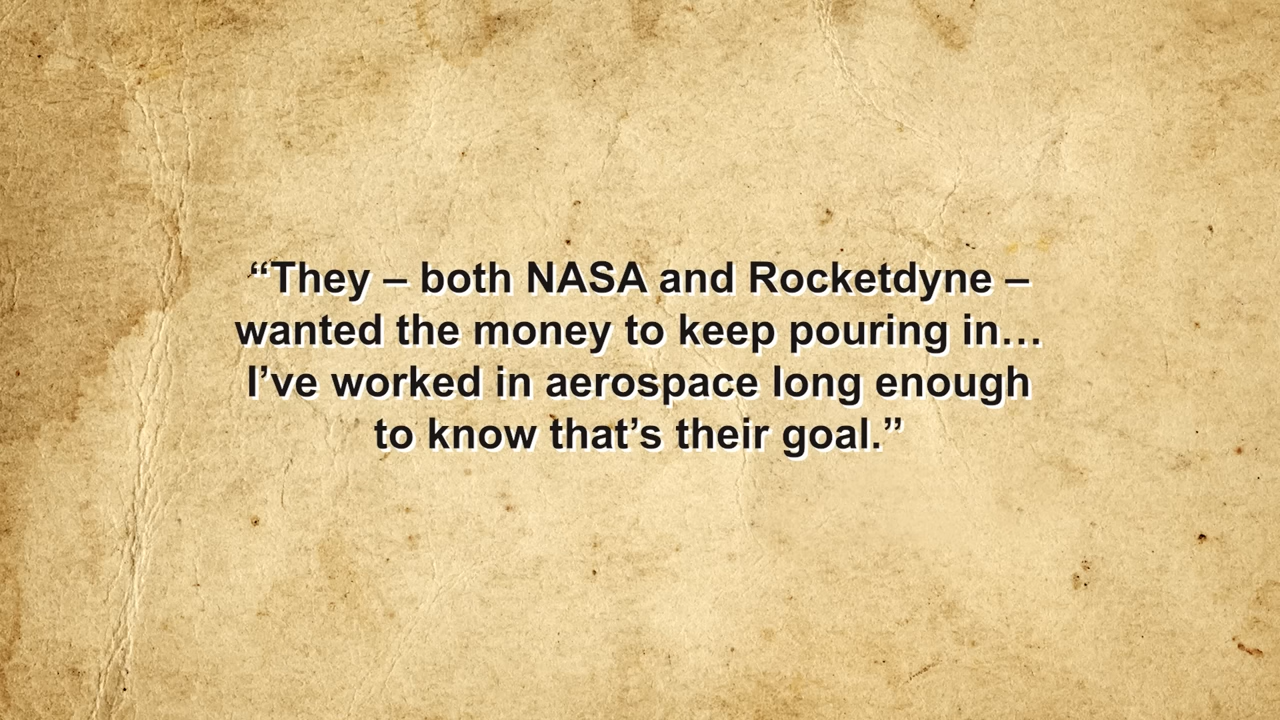 “They – both NASA and Rocketdyne –
wanted the money to keep pouring in…
I’ve worked in aerospace long enough
to know that’s their goal.”